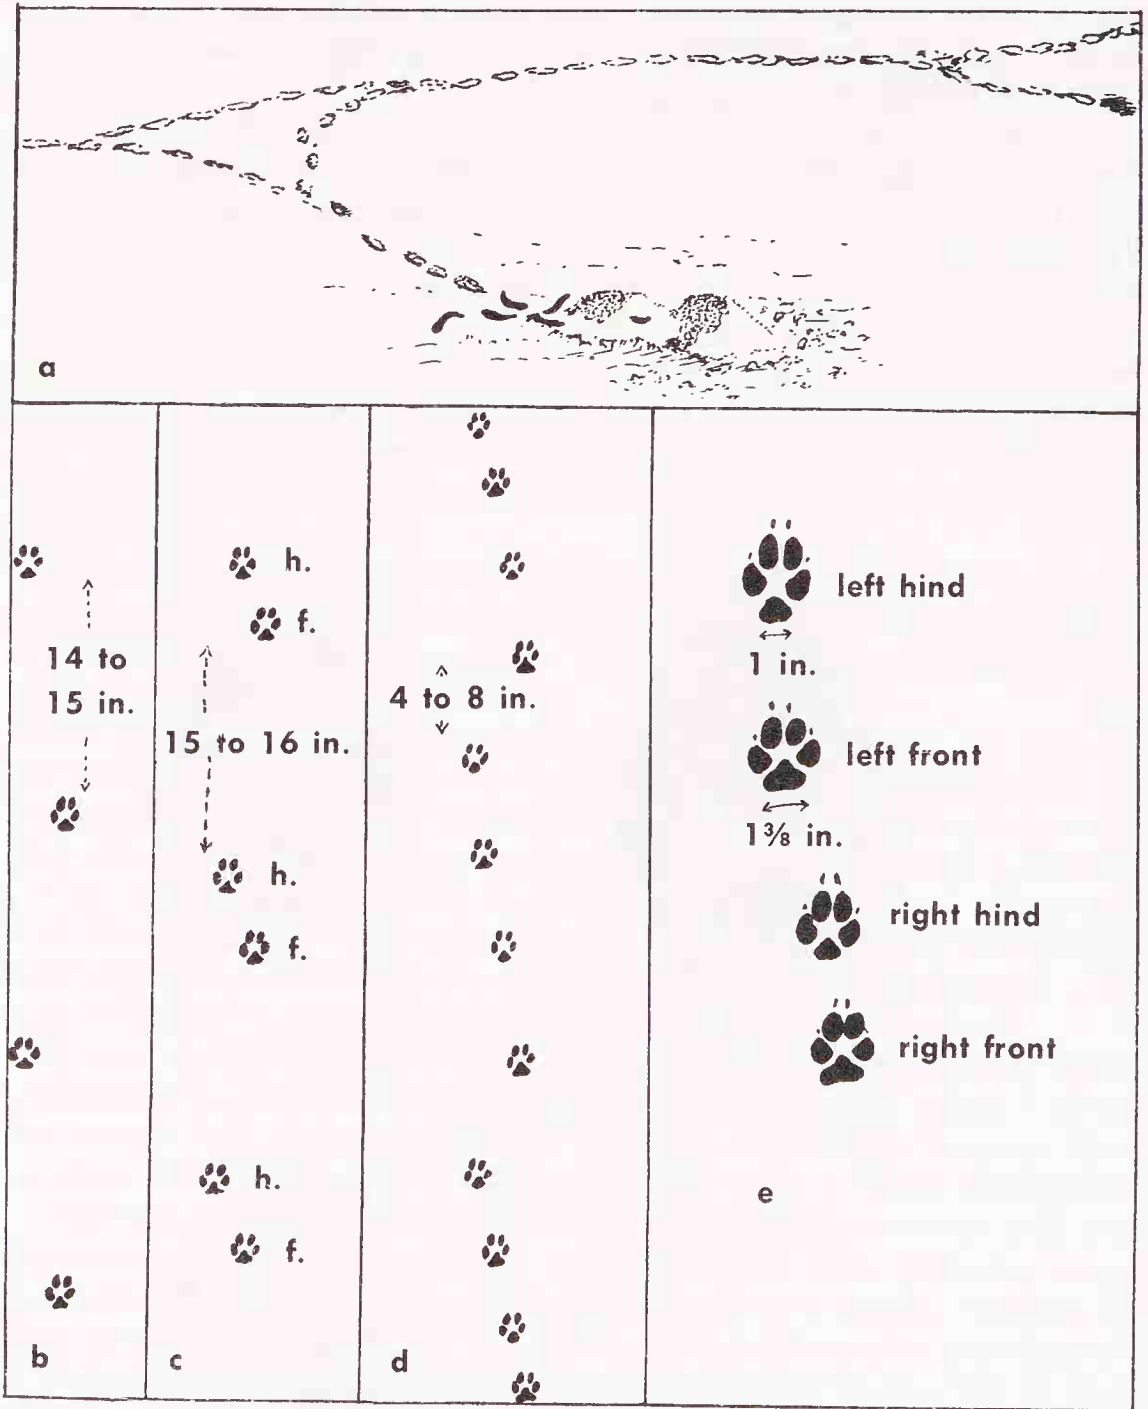 a
14 to
15 in.
b
h.
f.
15 to 16 in.
h.
f.
h.
f.
c
4 to 8 in.
d
left hind
1 in.
left front
1⅜ in.
right hind
right front
e